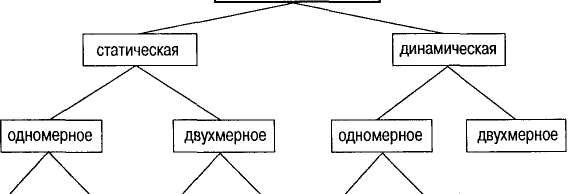 статическая
динамическая
одномерное
двухмерное
одномерное
двухмерное